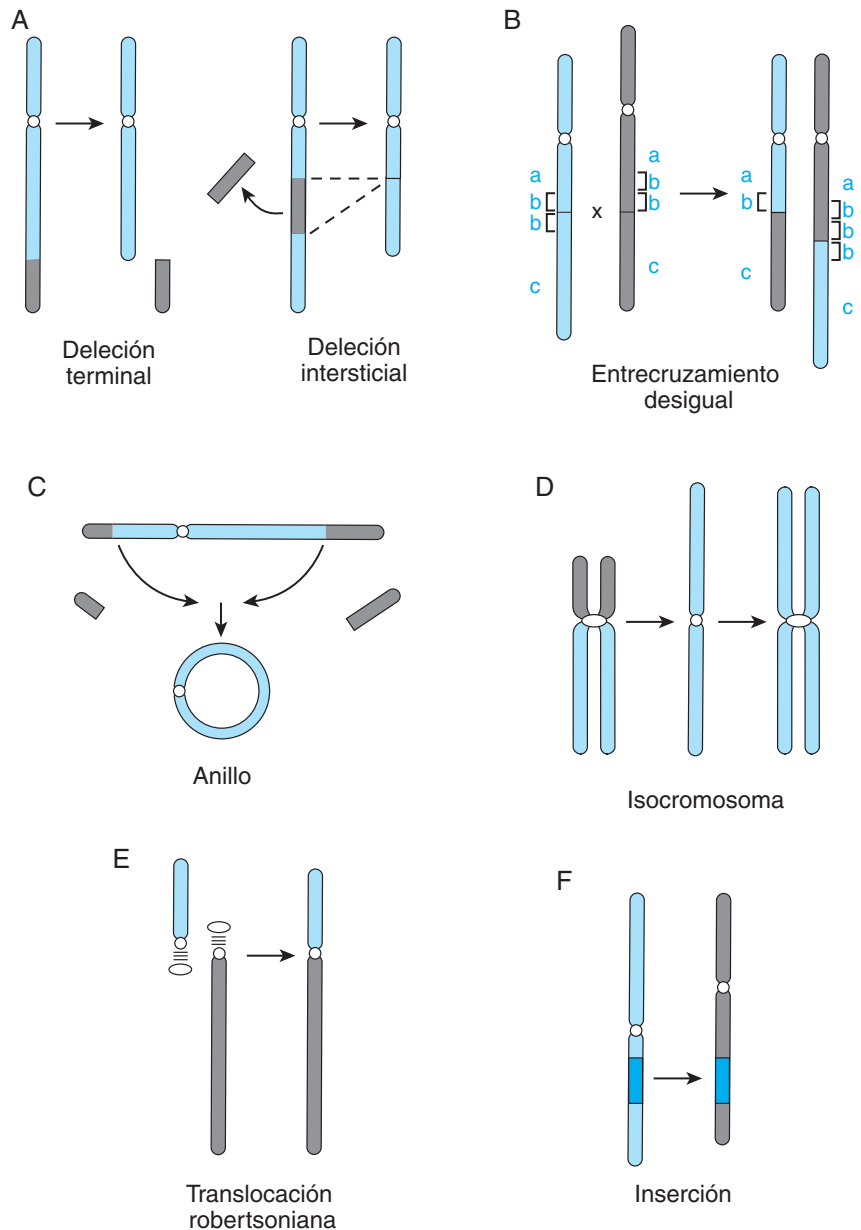 A
Deleción
terminal
Deleción
intersticial
B
a
b
b
c
x
a
b
b
c
a
b
c
a
b
b
b
c
Entrecruzamiento
desigual
C
Anillo
D
Isocromosoma
E
Translocación
robertsoniana
F
Inserción